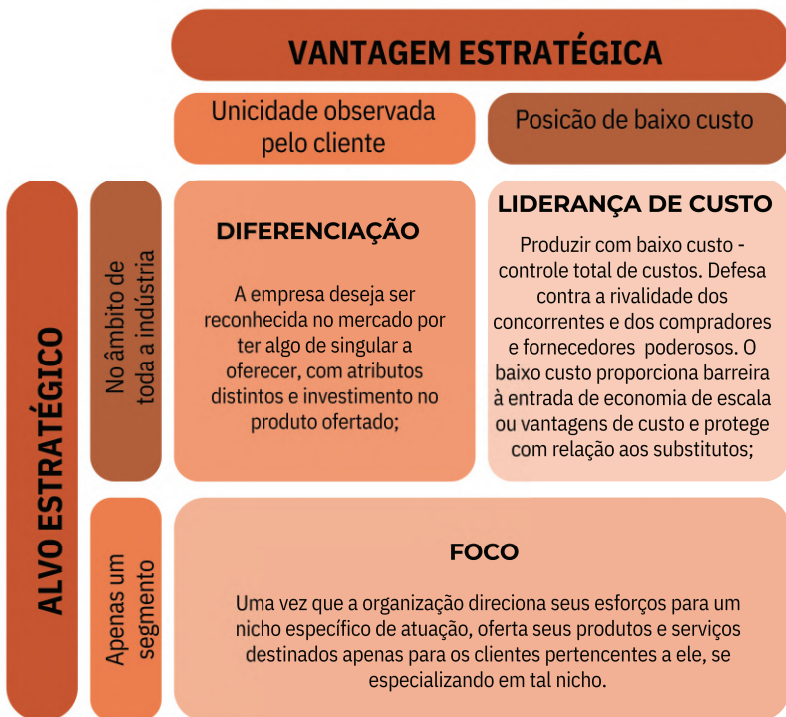 VANTAGEM ESTRATÉGICA
Unicidade observada
pelo cliente
Posicão de baixo custo
ALVO ESTRATÉGICO
No âmbito de
toda a indústria
DIFERENCIAÇÃO
A empresa deseja ser
reconhecida no mercado por
ter algo de singular a
oferecer, com atributos
distintos e investimento no
produto ofertado;
LIDERANÇA DE CUSTO
Produzir com baixo custo -
controle total de custos. Defesa
contra a rivalidade dos
concorrentes e dos compradores
e fornecedores poderosos. O
baixo custo proporciona barreira
à entrada de economia de escala
ou vantagens de custo e protege
com relação aos substitutos;
Apenas um
segmento
FOCO
Uma vez que a organização direciona seus esforços para um
nicho específico de atuação, oferta seus produtos e serviços
destinados apenas para os clientes pertencentes a ele, se
especializando em tal nicho.